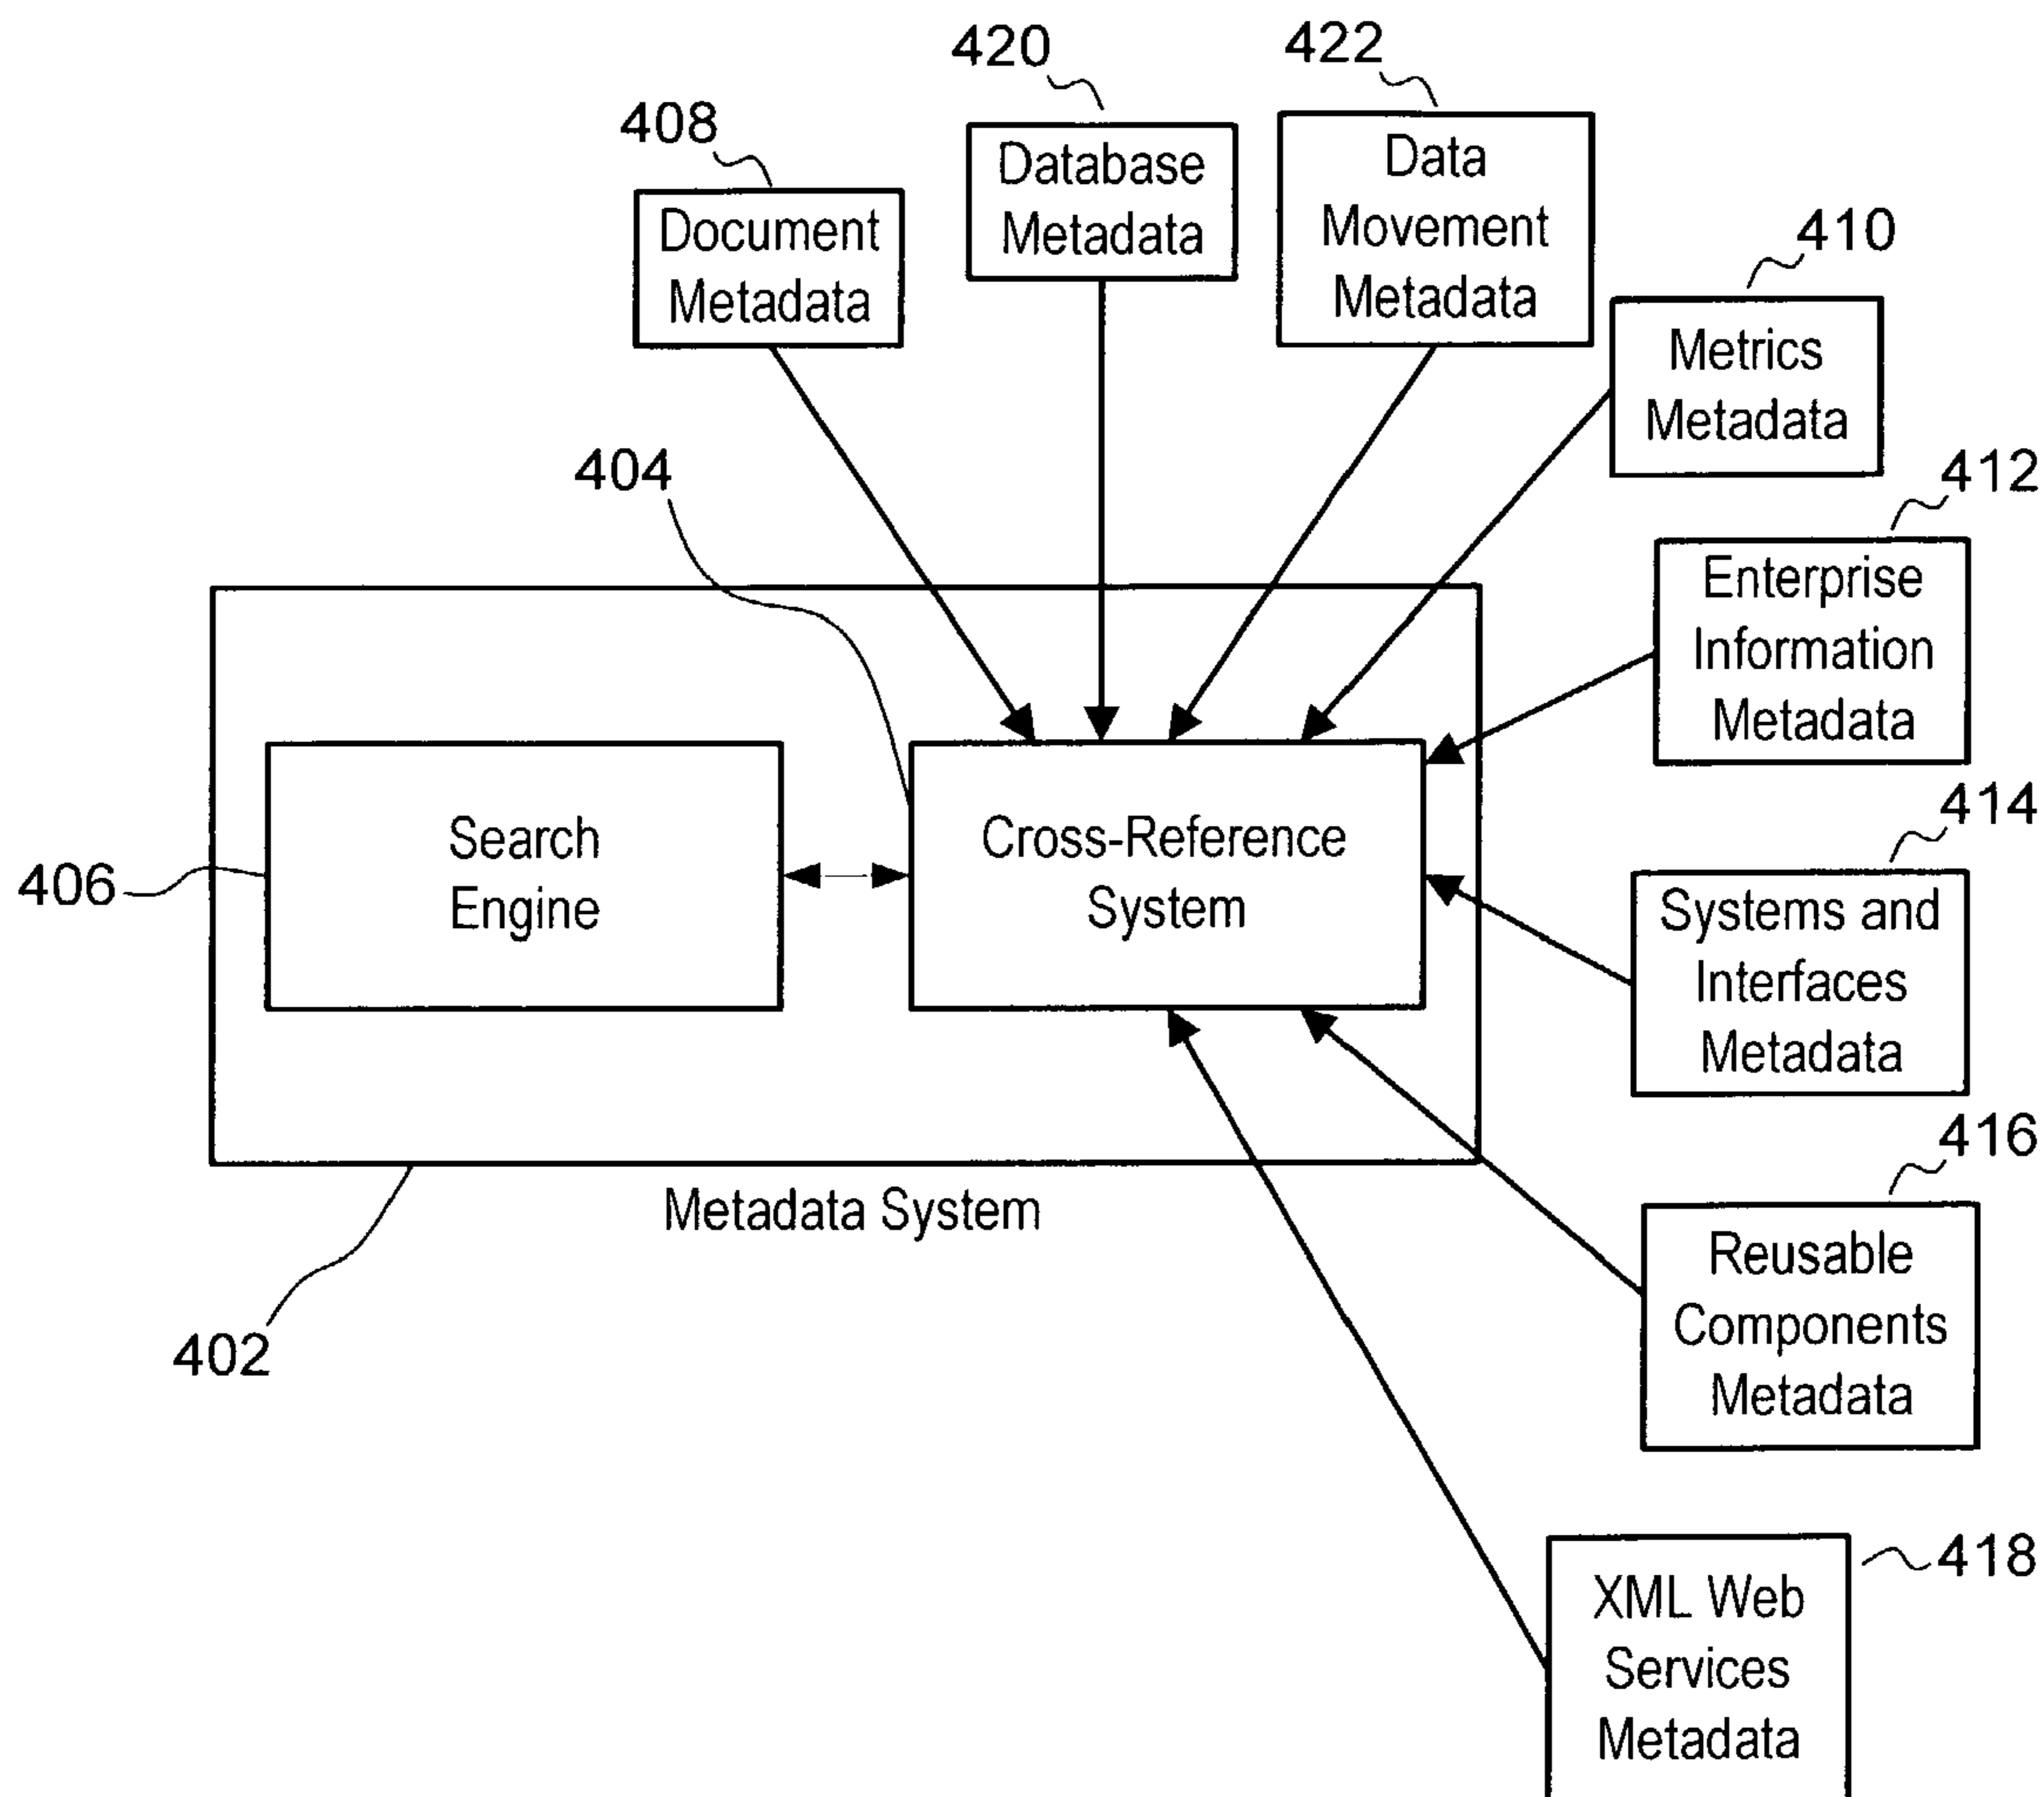 420
422
408
Document
Metadata
Database
Metadata
Data
Movement
Metadata
410
Metrics
Metadata
404
412
Enterprise
Information
Metadata
406
Search
Engine
Cross-Reference
System
414
Systems and
Interfaces
Metadata
Metadata System
402
416
Reusable
Components
Metadata
418
XML Web
Services
Metadata